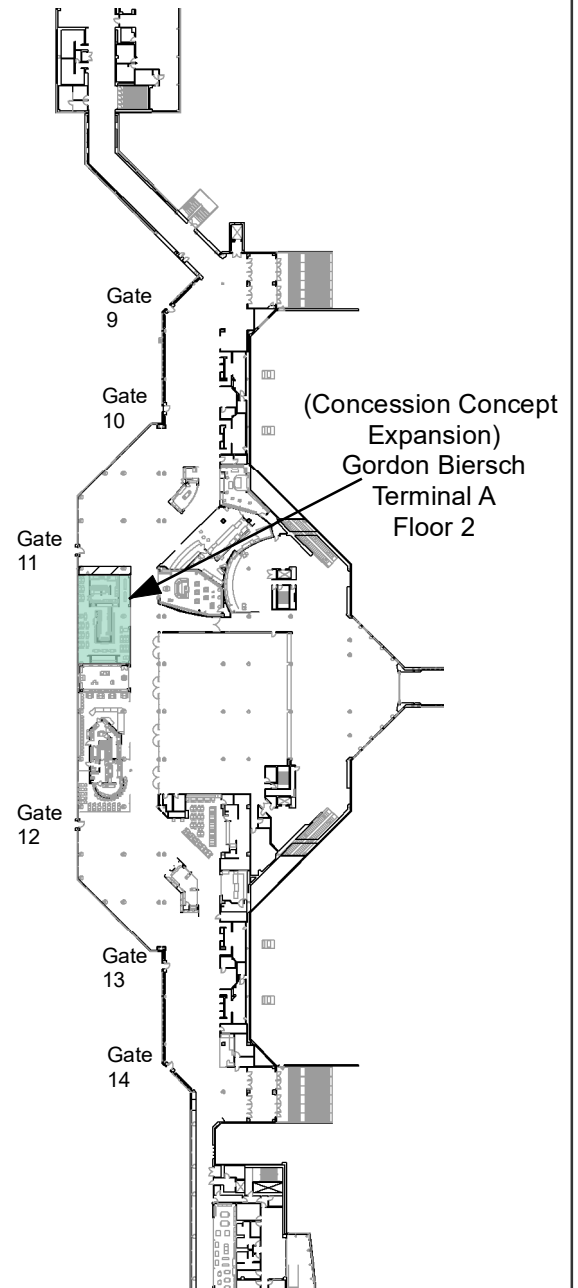 Gate
9
Gate
10
(Concession Concept
Expansion)
Gordon Biersch
Terminal A
Floor 2
Gate
11
Gate
12
Gate
13
Gate
14